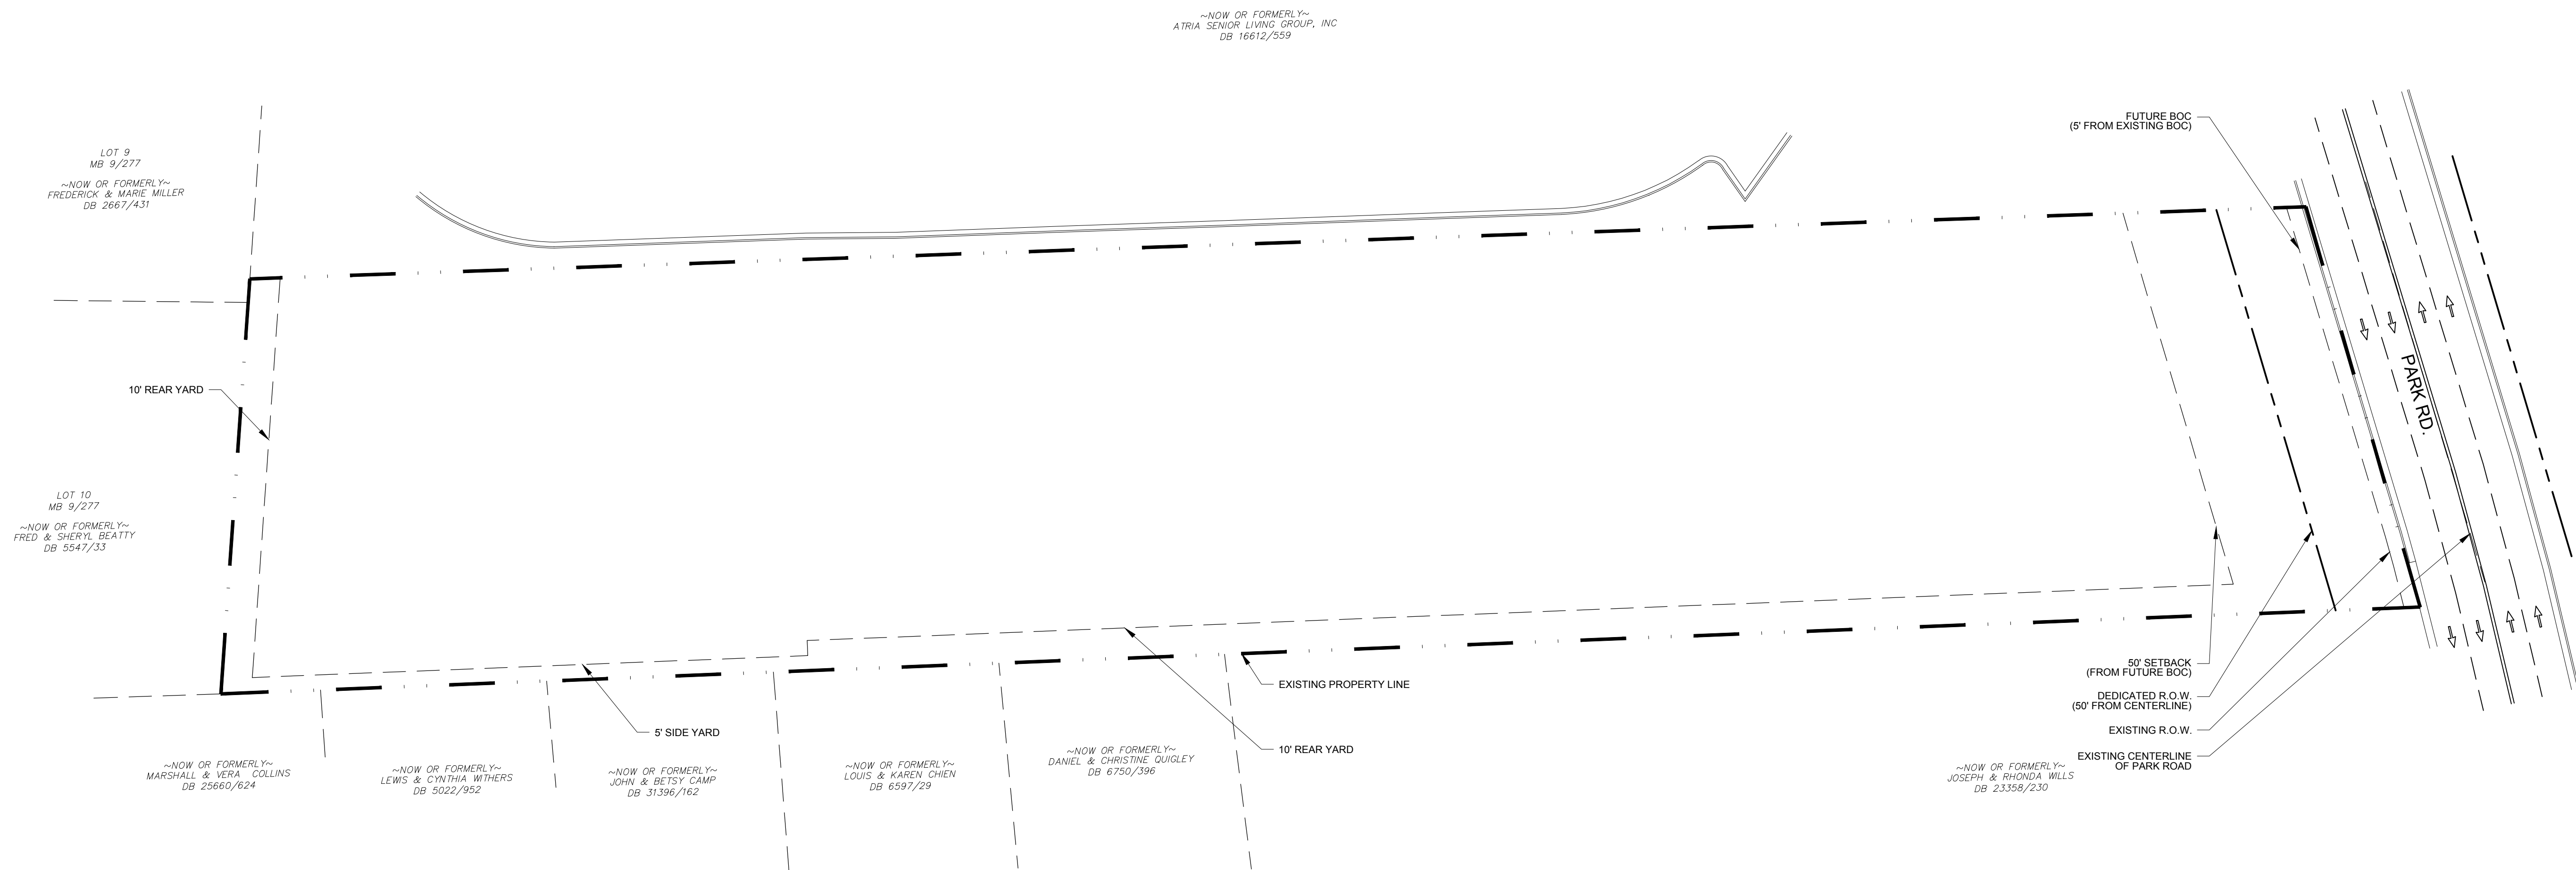 ~NOW OR FORMERLY~
ATRIA SENIOR LIVING GROUP, INC
DB 16612/559
LOT 9
MB 9/277
~NOW OR FORMERLY~
FREDERICK & MARIE MILLER
DB 2667/431
FUTURE BOC
(5' FROM EXISTING BOC)
10' REAR YARD
PARK RD.
LOT 10
MB 9/277
~NOW OR FORMERLY~
FRED & SHERYL BEATTY
DB 5547/33
EXISTING PROPERTY LINE
5' SIDE YARD
10' REAR YARD
50' SETBACK
(FROM FUTURE BOC)
DEDICATED R.O.W.
(50' FROM CENTERLINE)
EXISTING R.O.W.
EXISTING CENTERLINE
OF PARK ROAD
~NOW OR FORMERLY~
MARSHALL & VERA COLLINS
DB 25660/624
~NOW OR FORMERLY~
LEWIS & CYNTHIA WITHERS
DB 5022/952
~NOW OR FORMERLY~
JOHN & BETSY CAMP
DB 31396/162
~NOW OR FORMERLY~
LOUIS & KAREN CHIEN
DB 6597/29
~NOW OR FORMERLY~
DANIEL & CHRISTINE QUIGLEY
DB 6750/396
~NOW OR FORMERLY~
JOSEPH & RHONDA WILLS
DB 23358/230